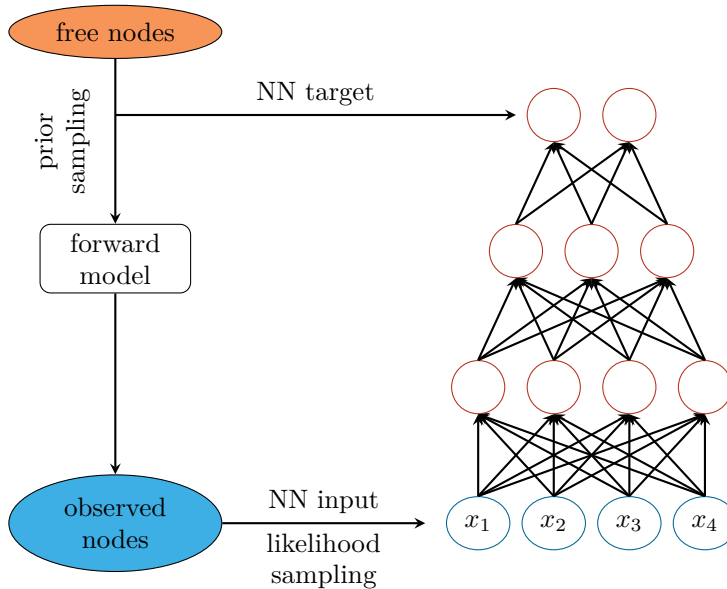 free nodes
NN target
prior
sampling
forward
model
observed
nodes
NN input
likelihood
sampling
x₁ x₂ x₃ x₄